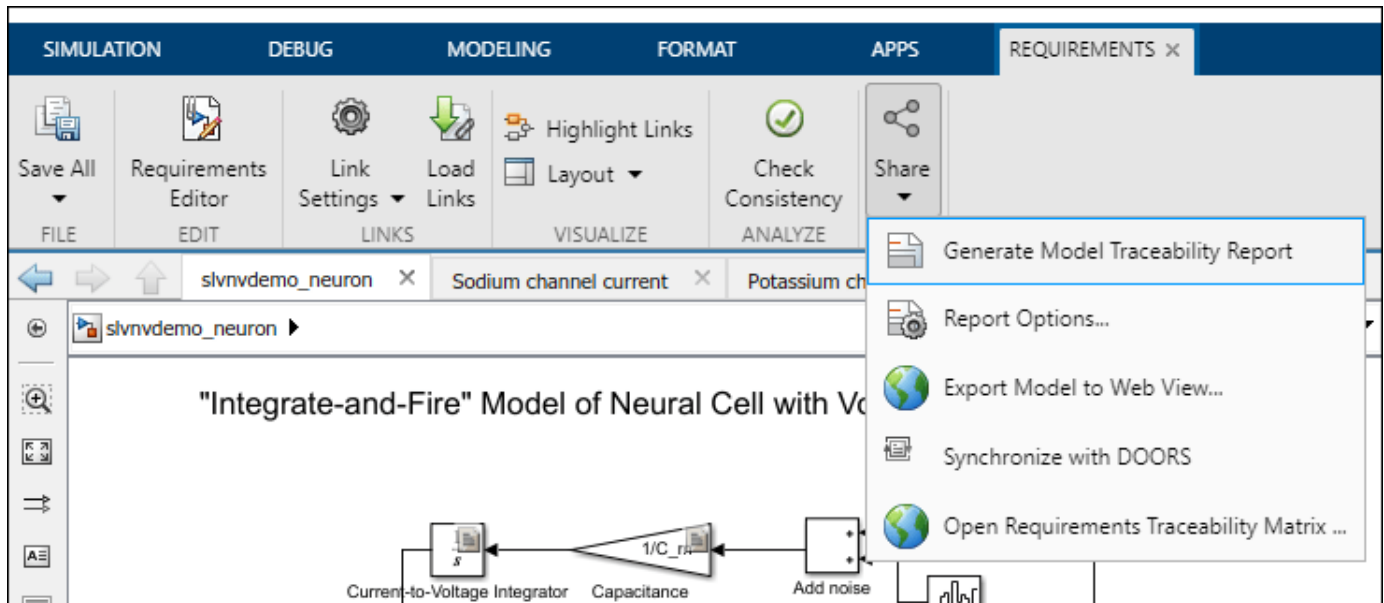 SIMULATION DEBUG MODELING FORMAT APPS REQUIREMENTS ×
Highlight Links
Save All Requirements Link Load Layout Check Share
Editor Settings Links Consistency
FILE EDIT LINKS VISUALIZE ANALYZE
Generate Model Traceability Report
slvnvdemo_neuron × Sodium channel current × Potassium ch
Report Options...
slvnvdemo_neuron
Export Model to Web View...
"Integrate-and-Fire" Model of Neural Cell with Vo
Synchronize with DOORS
Open Requirements Traceability Matrix ...
A
1/C_m
s
+
+
Current-to-Voltage Integrator Capacitance Add noise